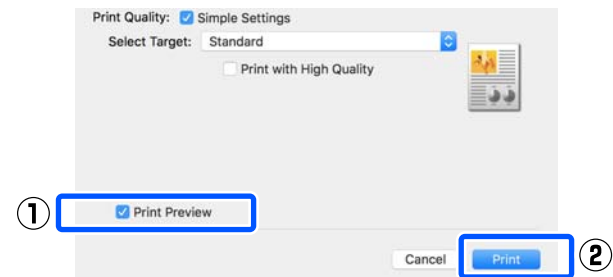 Print Quality: Simple Settings
Select Target: Standard
Print with High Quality
① Print Preview
Cancel Print ②